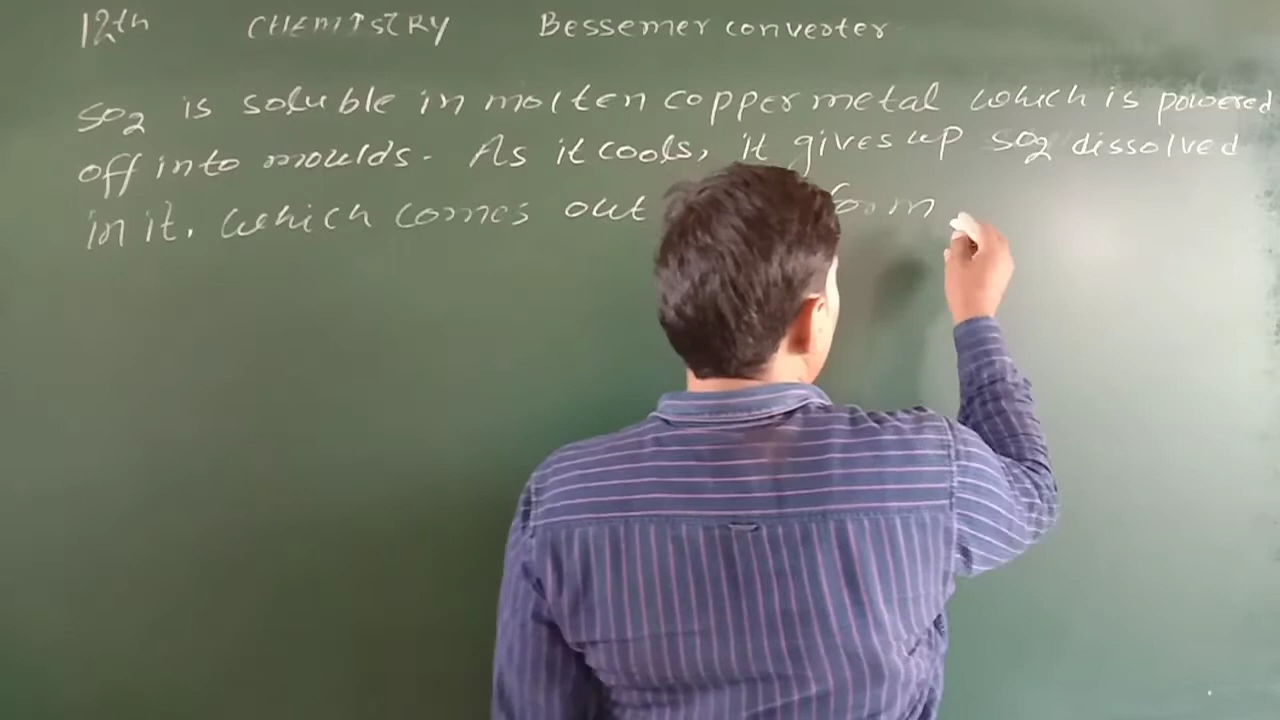 12th CHEMISTRY Bessemer converter
SO2 is soluble in molten copper metal which is powered
off into moulds. As it cools, it gives up SO2 dissolved
in it. which comes out form